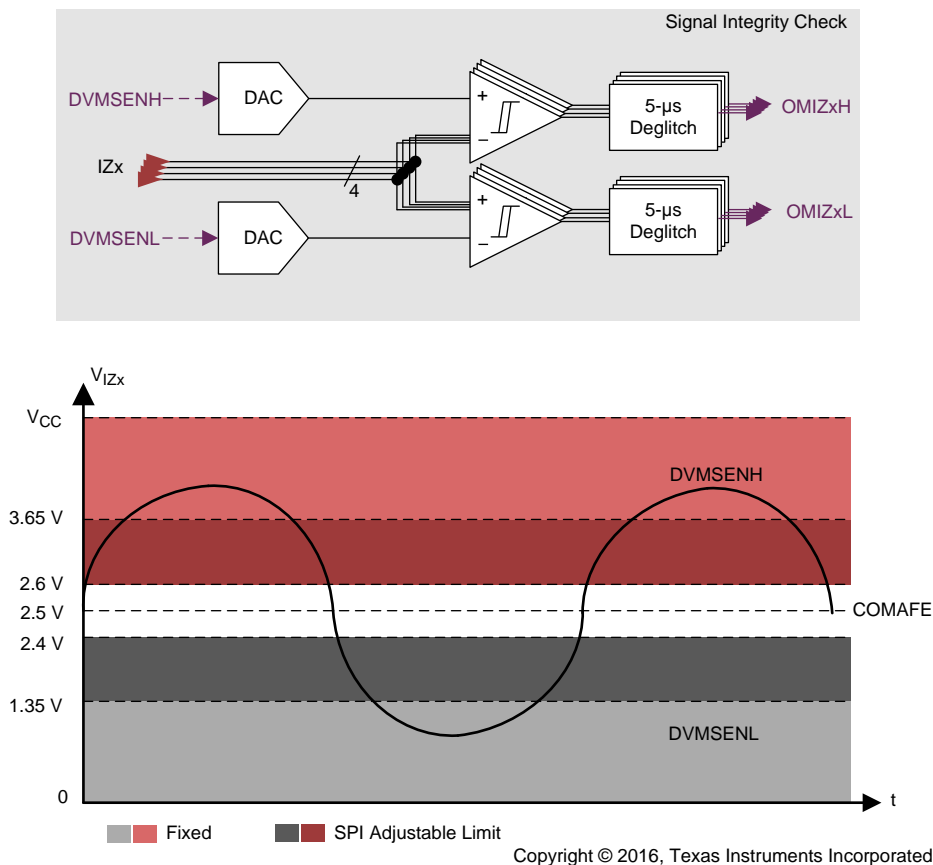 Signal Integrity Check
DVMSENH
DAC
+
−
5-µs
Deglitch
OMIZxH
IZx
4
DVMSENL
DAC
+
−
5-µs
Deglitch
OMIZxL
VIZx
VCC
DVMSENH
3.65 V
2.6 V
2.5 V
COMAFE
2.4 V
1.35 V
DVMSENL
0
t
Fixed
SPI Adjustable Limit
Copyright © 2016, Texas Instruments Incorporated